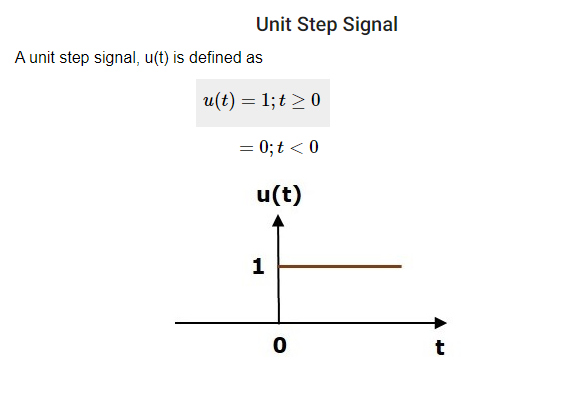 Unit Step Signal
A unit step signal, u(t) is defined as
u(t) = 1; t ≥ 0
= 0; t < 0
u(t)
1
0
t